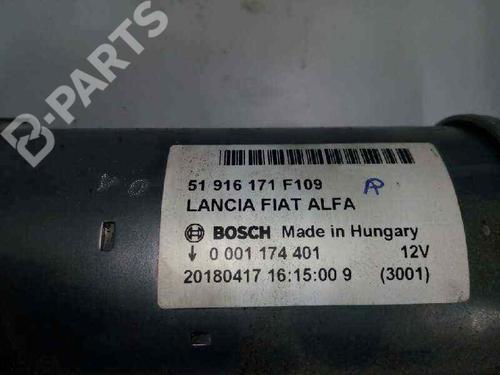 B-PARTS
51 916 171 F109
LANCIA FIAT ALFA
BOSCH Made in Hungary
0 001 174 401 12V
20180417 16:15:00 9 (3001)
B-PARTS